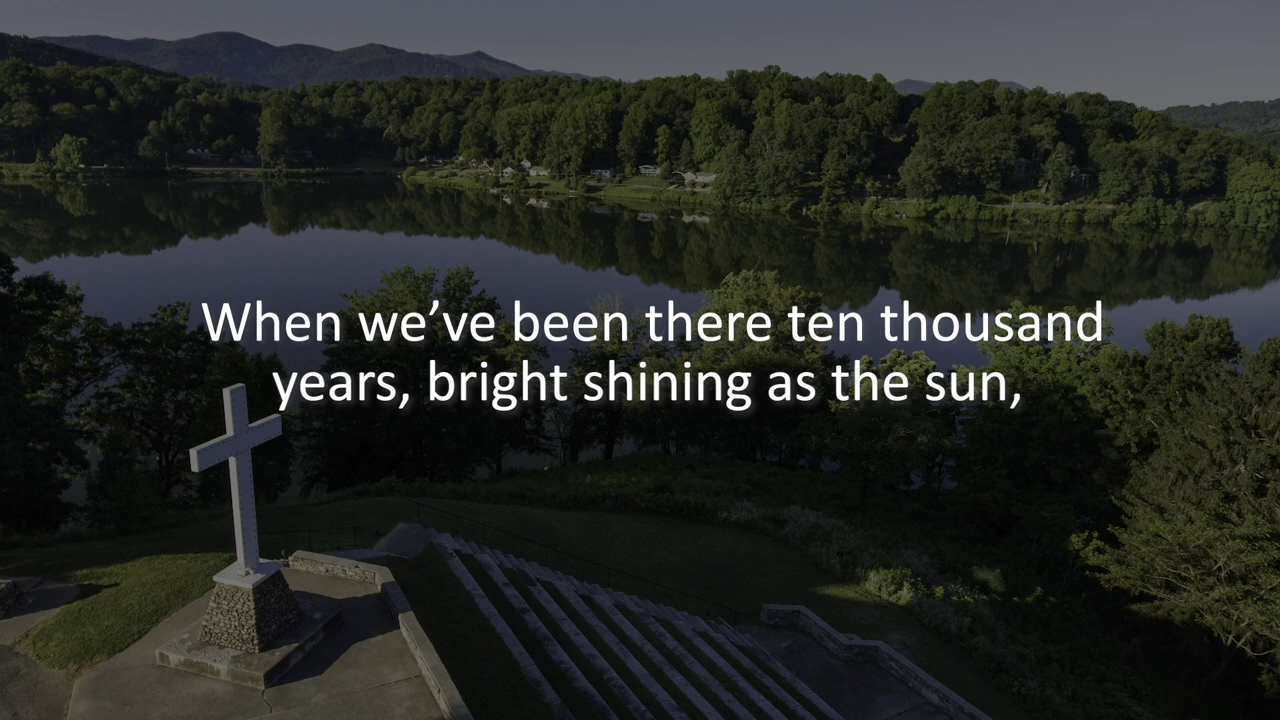 When we’ve been there ten thousand
years, bright shining as the sun,